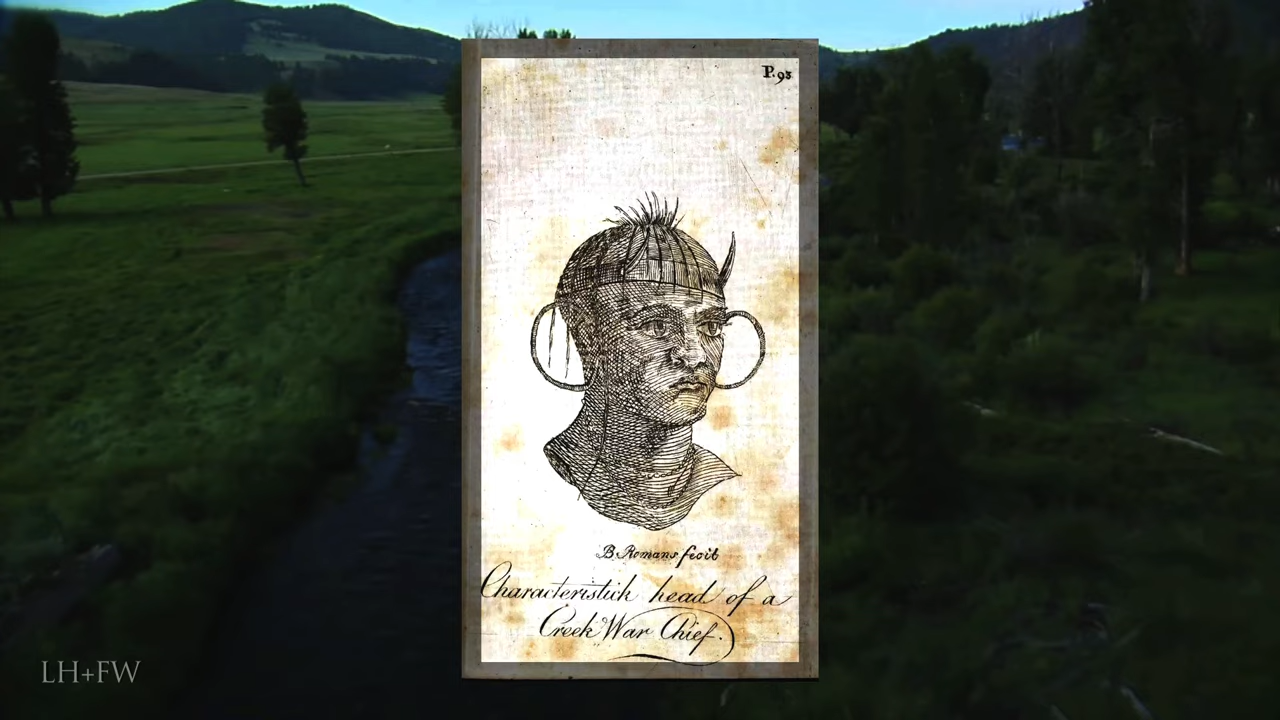 P.93
B. Romans fecit
Characteristick head of a
Creek War Chief.
LH+FW